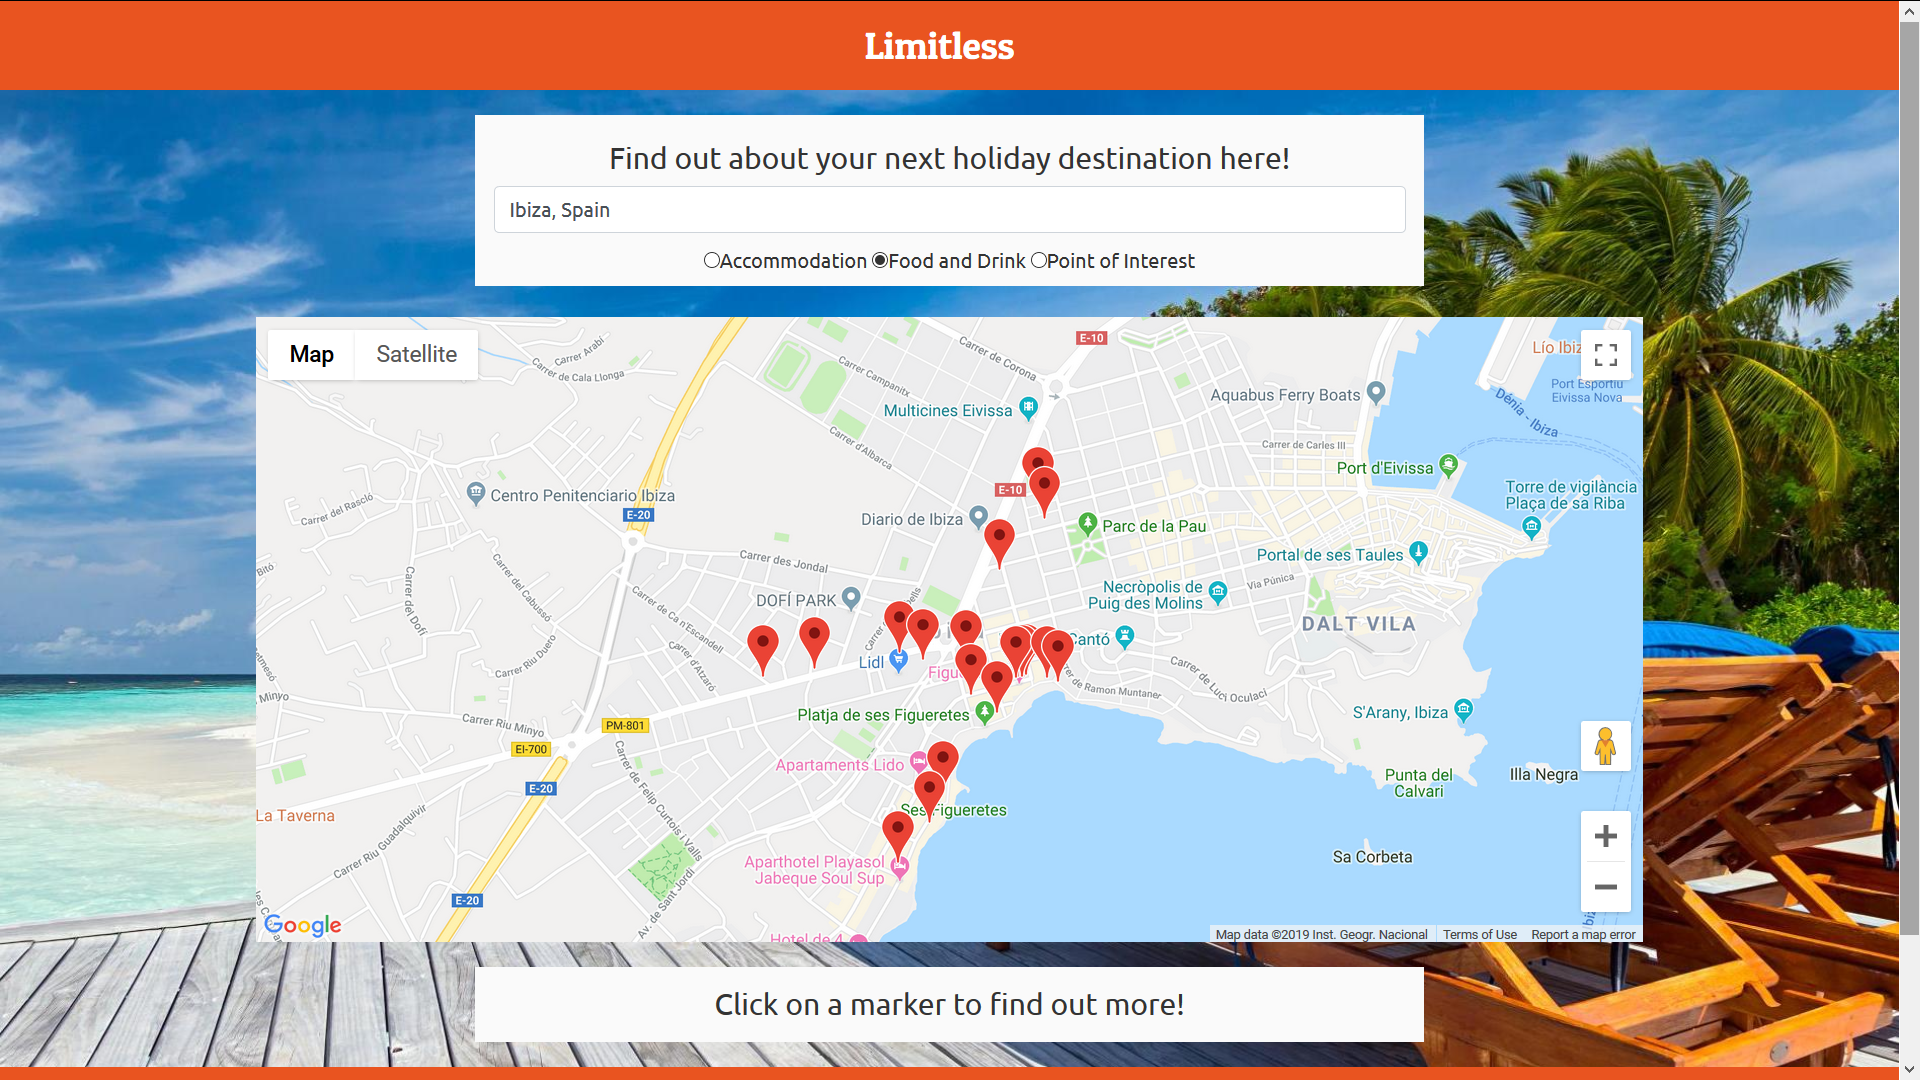 Limitless
Find out about your next holiday destination here!
Ibiza, Spain
Accommodation Food and Drink Point of Interest
Map Satellite
E-10
Carrer Arabí
Carrer de Cala Llonga
Carrer de Corona
Carrer Campanitx
Lío Ibiz
Port Esportiu
Eivissa Nova
Dénia - Ibiza
Aquabus Ferry Boats
Multicines Eivissa
Carrer d'Albarca
Carrer de Carles III
Port d'Eivissa
Torre de vigilància
Plaça de sa Riba
Centro Penitenciario Ibiza
Carrer del Rascló
E-20
E-10
Diario de Ibiza
Parc de la Pau
Portal de ses Taules
Carrer des Jondal
Bitó
Carrer del Dofí
Carrer del Cabussó
Via Púnica
Necròpolis de
Puig des Molins
DOFÍ PARK
Carrer de Ca n'Escandell
DALT VILA
Cantó
Lidl
Figu
Carrer Riu Duero
Carrer d'Atzaró
Carrer de Luci Oculaci
de Ramon Muntaner
Minyo
Carrer Riu Minyo
PM-801
EI-700
Platja de ses Figueretes
S'Arany, Ibiza
Apartaments Lido
Punta del
Calvari
Illa Negra
E-20
Carrer de Felip Curtois i Valls
Ses Figueretes
La Taverna
Carrer Riu Guadalquivir
Aparthotel Playasol
Jabeque Soul Sup
Sa Corbeta
E-20
Av. de Sant Jordi
Hotel de 4
Google
Map data ©2019 Inst. Geogr. Nacional Terms of Use Report a map error
Click on a marker to find out more!